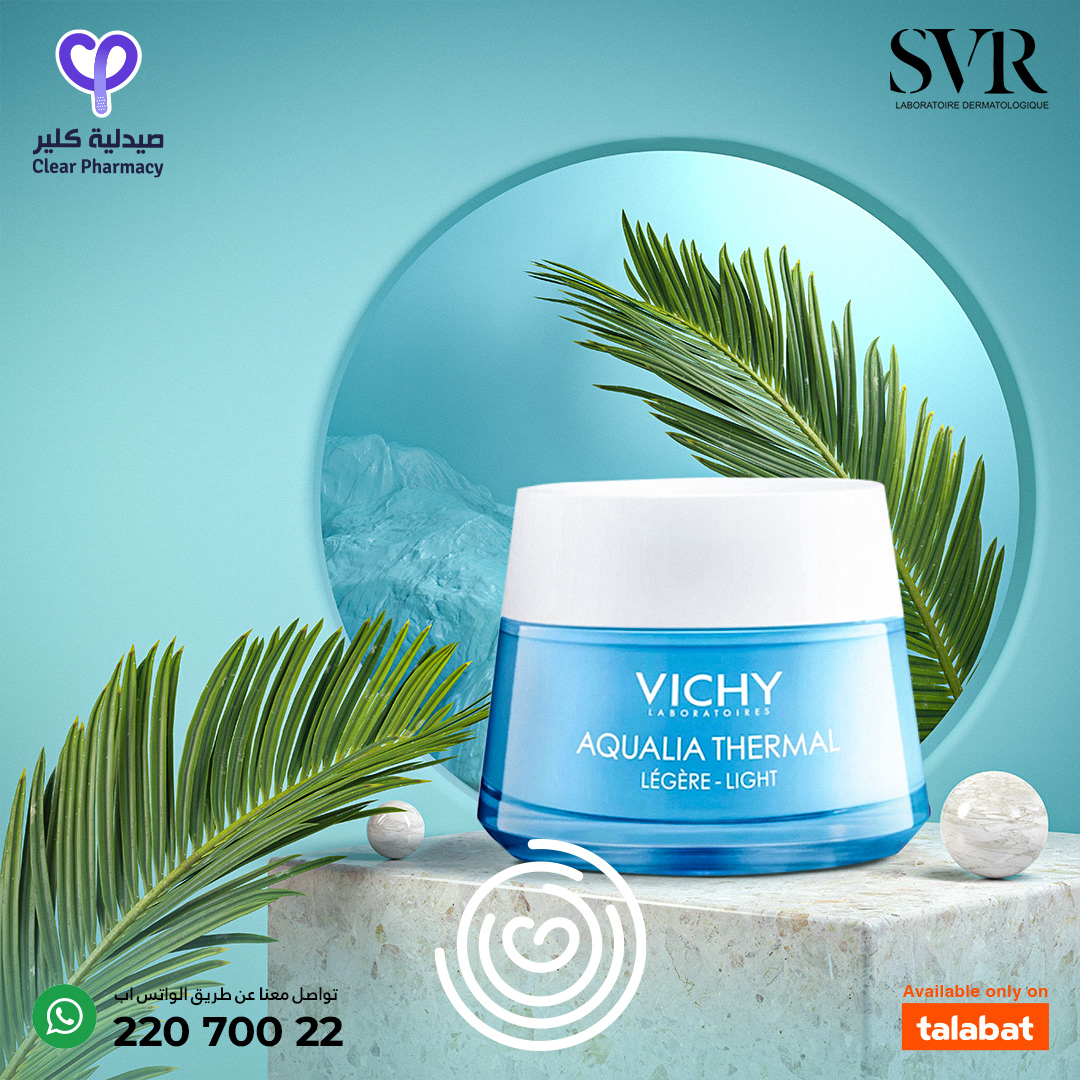 صيدلية كلير
Clear Pharmacy
SVR
LABORATOIRE DERMATOLOGIQUE
VICHY
LABORATOIRES
AQUALIA THERMAL
LÉGÈRE - LIGHT
تواصل معنا عن طريق الواتس اب
220 700 22
Available only on
talabat